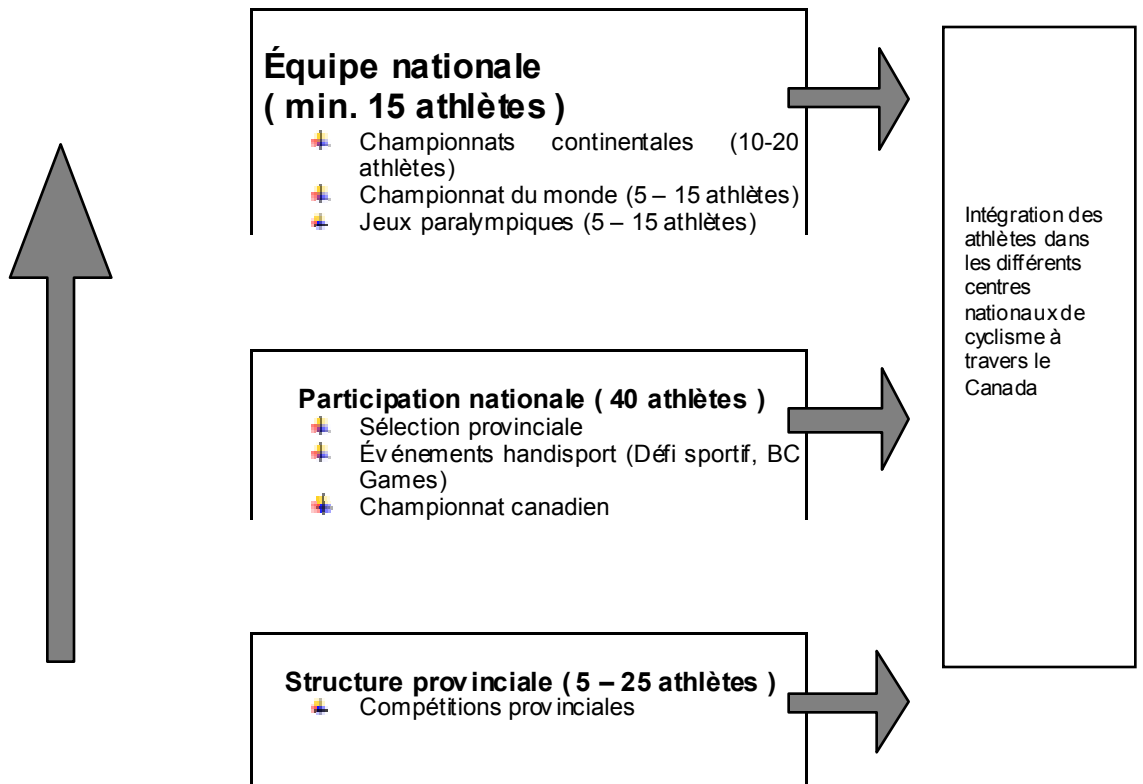 Équipe nationale
( min. 15 athlètes )
Championnats continentales (10-20
athlètes)
Championnat du monde (5 – 15 athlètes)
Jeux paralympiques (5 – 15 athlètes)
Participation nationale ( 40 athlètes )
Sélection provinciale
Événements handisport (Défi sportif, BC
Games)
Championnat canadien
Structure provinciale ( 5 – 25 athlètes )
Compétitions provinciales
Intégration des
athlètes dans
les différents
centres
nationaux de
cyclisme à
travers le
Canada